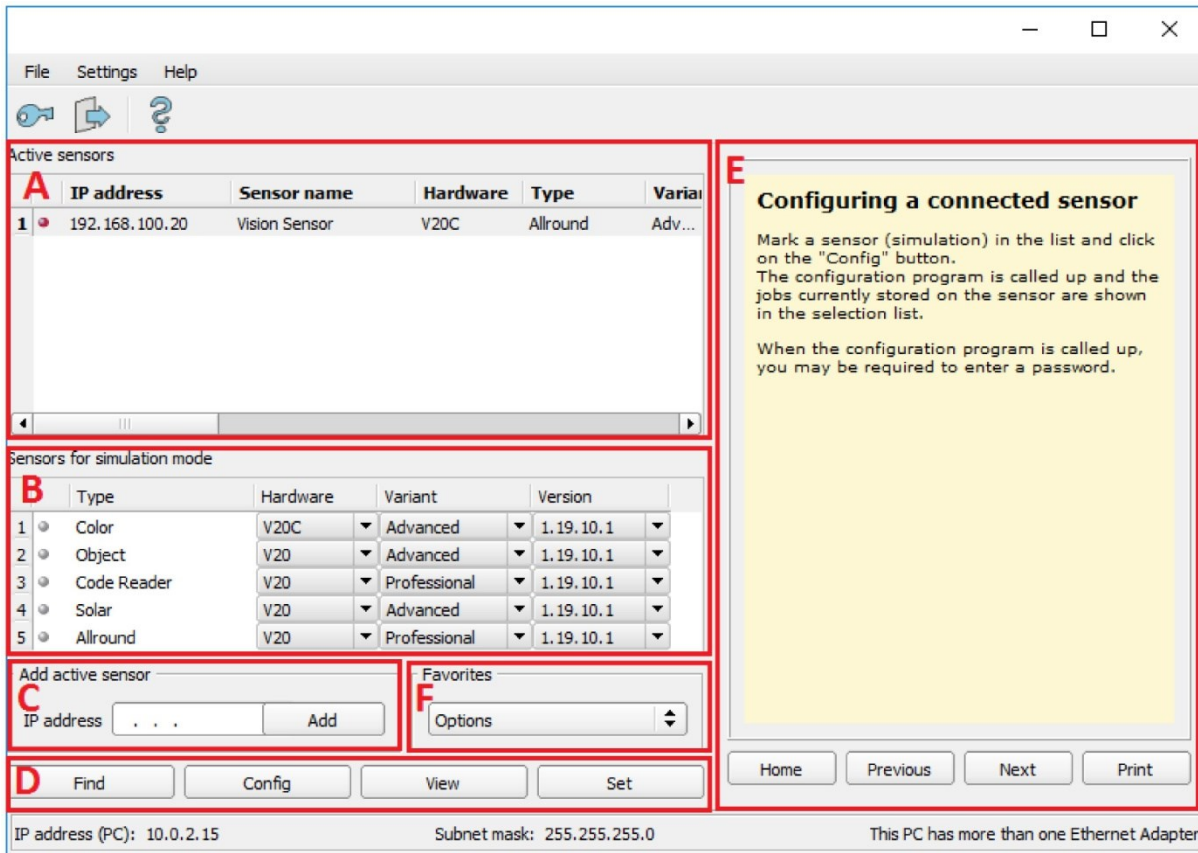 File Settings Help
Active sensors
A IP address Sensor name Hardware Type Varian
1 192.168.100.20 Vision Sensor V20C Allround Adv...
Sensors for simulation mode
B Type Hardware Variant Version
1 Color V20C Advanced 1.19.10.1
2 Object V20 Advanced 1.19.10.1
3 Code Reader V20 Professional 1.19.10.1
4 Solar V20 Advanced 1.19.10.1
5 Allround V20 Professional 1.19.10.1
Add active sensor
C
IP address . . . Add
Favorites
F
Options
D Find Config View Set
E
Configuring a connected sensor
Mark a sensor (simulation) in the list and click
on the "Config" button.
The configuration program is called up and the
jobs currently stored on the sensor are shown
in the selection list.
When the configuration program is called up,
you may be required to enter a password.
Home Previous Next Print
IP address (PC): 10.0.2.15 Subnet mask: 255.255.255.0 This PC has more than one Ethernet Adapter